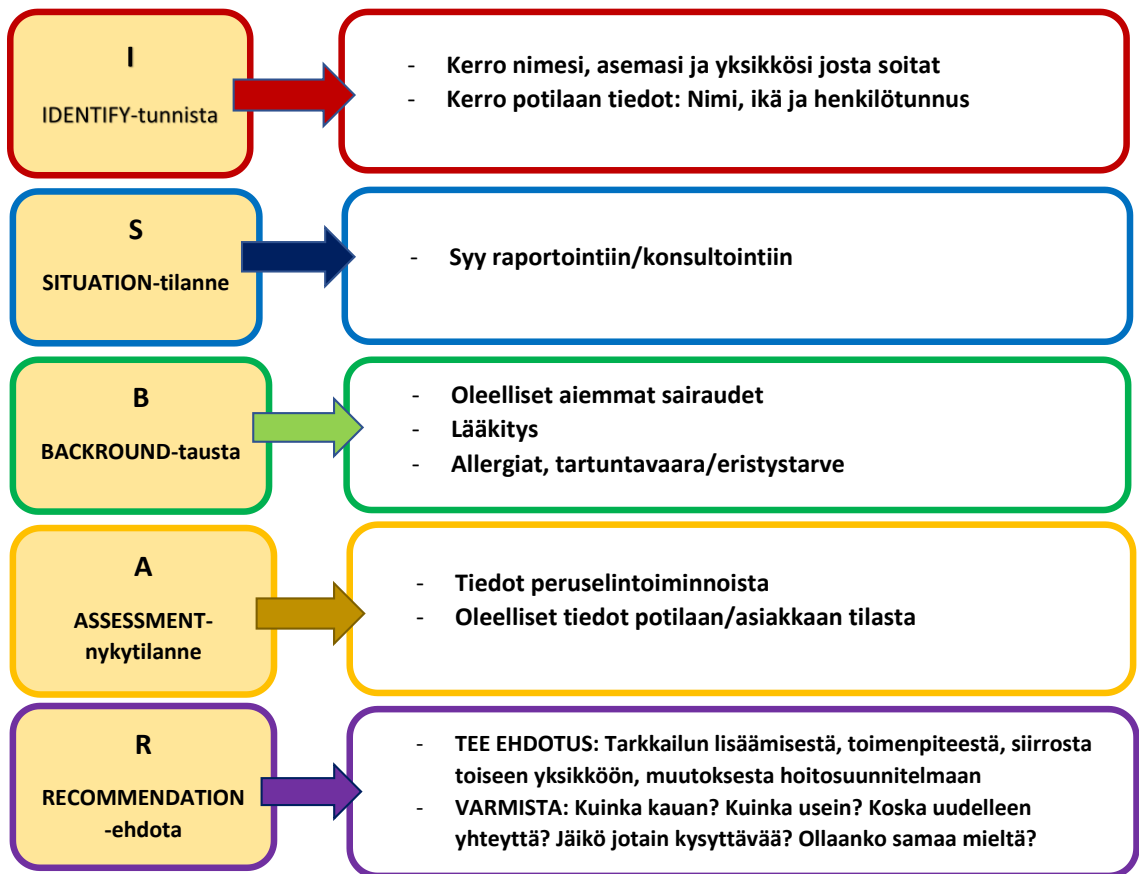 I
IDENTIFY-tunnista
- Kerro nimesi, asemasi ja yksikkösi josta soitat
- Kerro potilaan tiedot: Nimi, ikä ja henkilötunnus
S
SITUATION-tilanne
- Syy raportointiin/konsultointiin
B
BACKROUND-tausta
- Oleelliset aiemmat sairaudet
- Lääkitys
- Allergiat, tartuntavaara/eristystarve
A
ASSESSMENT-
nykytilanne
- Tiedot peruselintoiminnoista
- Oleelliset tiedot potilaan/asiakkaan tilasta
R
RECOMMENDATION
-ehdota
- TEE EHDOTUS: Tarkkailun lisäämisestä, toimenpiteestä, siirrosta
toiseen yksikköön, muutoksesta hoitosuunnitelmaan
- VARMISTA: Kuinka kauan? Kuinka usein? Koska uudelleen
yhteyttä? Jäikö jotain kysyttävää? Ollaanko samaa mieltä?